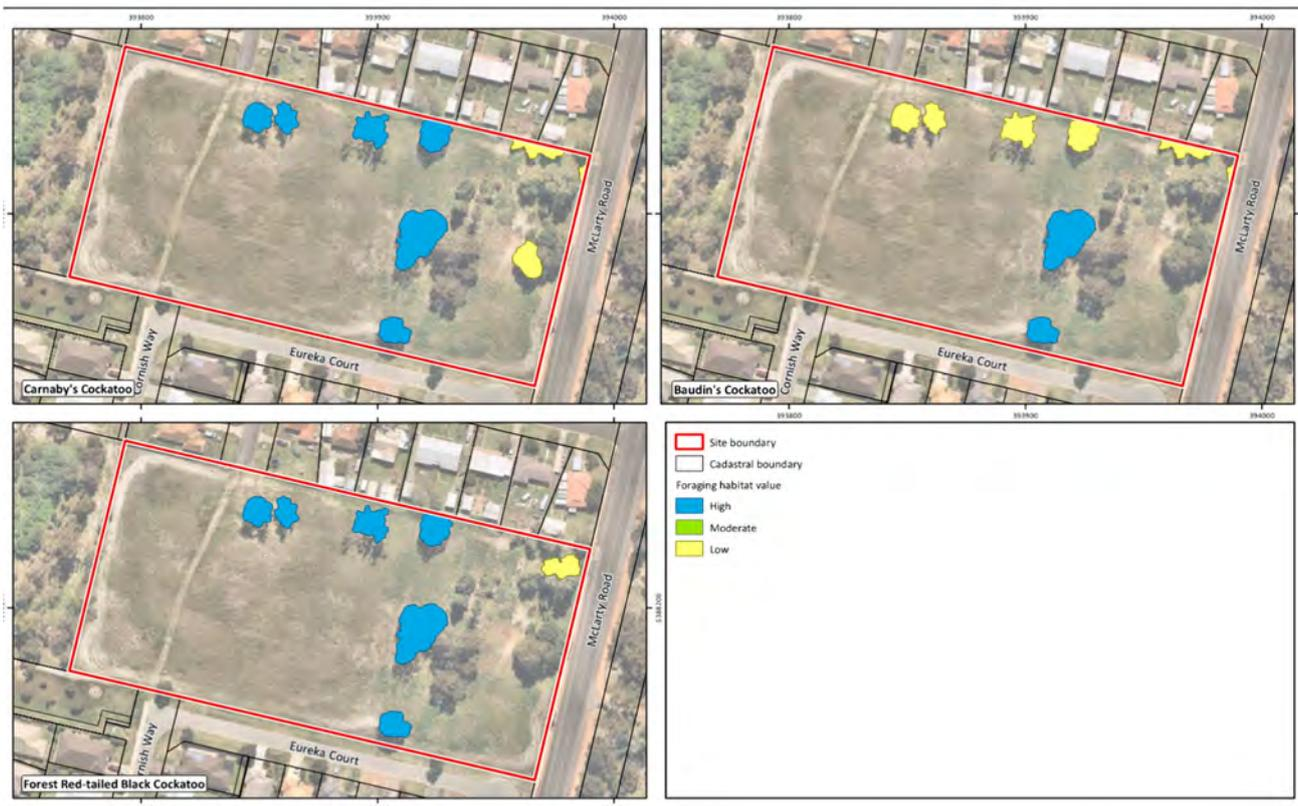 393800 393900 394000
393800 393900 394000
McLarty Road
Cornish Way
Eureka Court
Carnaby's Cockatoo
McLarty Road
Cornish Way
Eureka Court
Baudin's Cockatoo
393800 393900 394000
McLarty Road
Cornish Way
Eureka Court
Forest Red-tailed Black Cockatoo
Site boundary
Cadastral boundary
Foraging habitat value
High
Moderate
Low